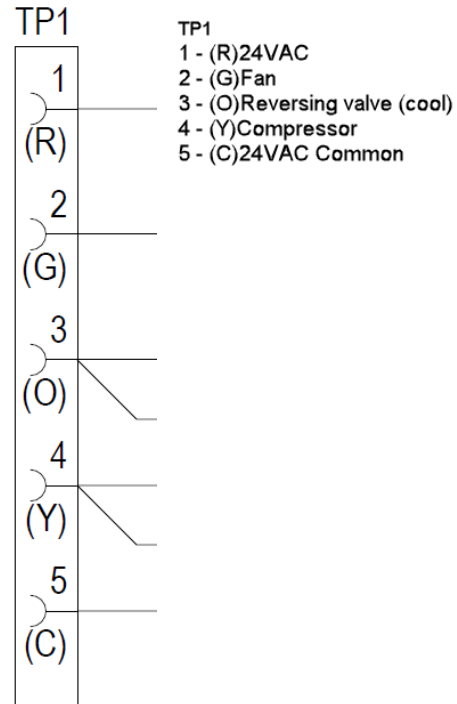 TP1
1
(R)
2
(G)
3
(O)
4
(Y)
5
(C)
TP1
1 - (R)24VAC
2 - (G)Fan
3 - (O)Reversing valve (cool)
4 - (Y)Compressor
5 - (C)24VAC Common